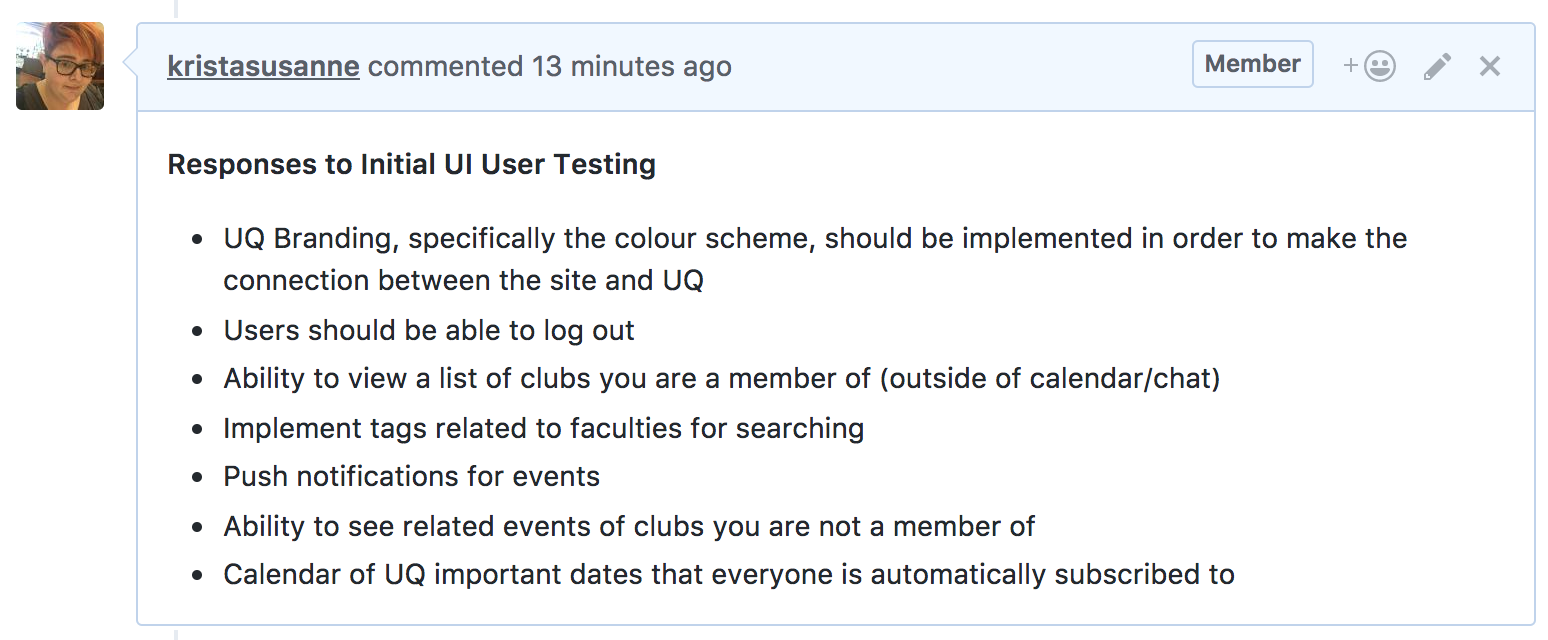 kristasusanne commented 13 minutes ago Member
Responses to Initial UI User Testing
UQ Branding, specifically the colour scheme, should be implemented in order to make the
connection between the site and UQ
Users should be able to log out
Ability to view a list of clubs you are a member of (outside of calendar/chat)
Implement tags related to faculties for searching
Push notifications for events
Ability to see related events of clubs you are not a member of
Calendar of UQ important dates that everyone is automatically subscribed to